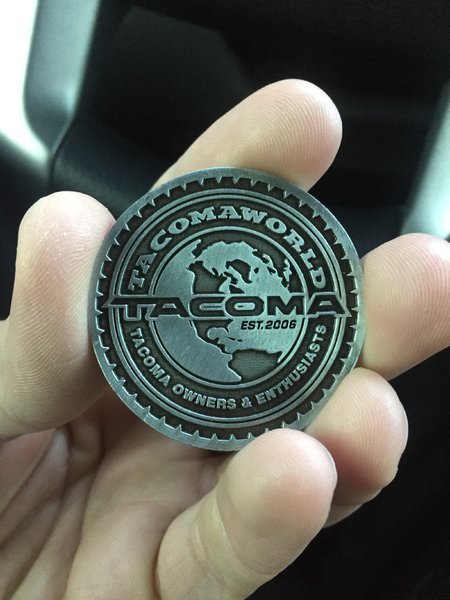 TACOMAWORLD
TACOMA
EST.2006
TACOMA OWNERS & ENTHUSIASTS